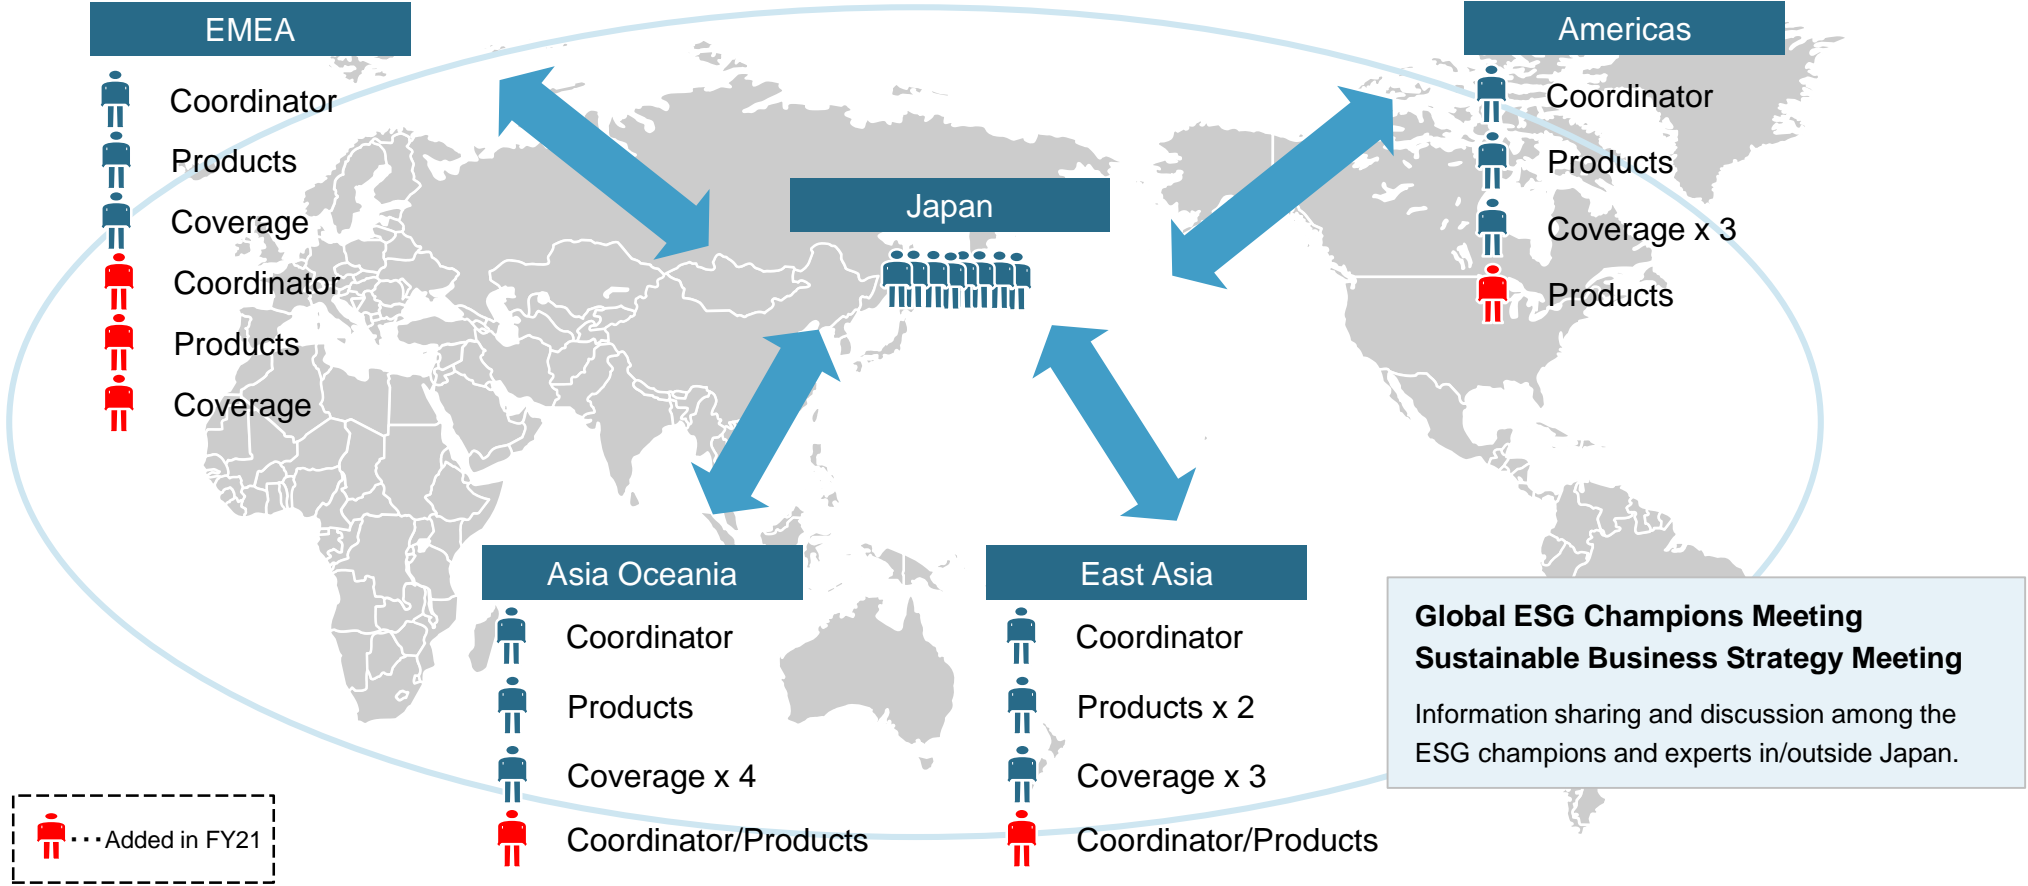 EMEA
Coordinator
Products
Coverage
Coordinator
Products
Coverage
Americas
Coordinator
Products
Coverage x 3
Products
Japan
Asia Oceania
Coordinator
Products
Coverage x 4
Coordinator/Products
East Asia
Coordinator
Products x 2
Coverage x 3
Coordinator/Products
Global ESG Champions Meeting
Sustainable Business Strategy Meeting
Information sharing and discussion among the
ESG champions and experts in/outside Japan.
···Added in FY21